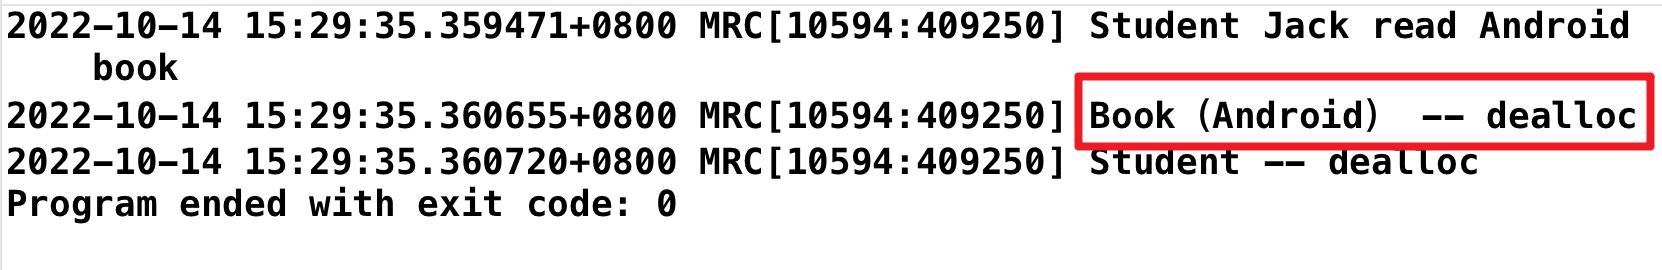 2022-10-14 15:29:35.359471+0800 MRC[10594:409250] Student Jack read Android
book
2022-10-14 15:29:35.360655+0800 MRC[10594:409250] Book（Android） -- dealloc
2022-10-14 15:29:35.360720+0800 MRC[10594:409250] Student -- dealloc
Program ended with exit code: 0